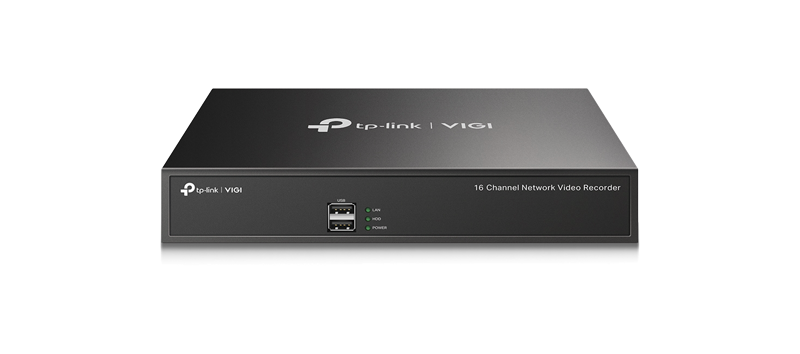 tp-link | VIGI
tp-link | VIGI
16 Channel Network Video Recorder
USB
LAN
HDD
POWER